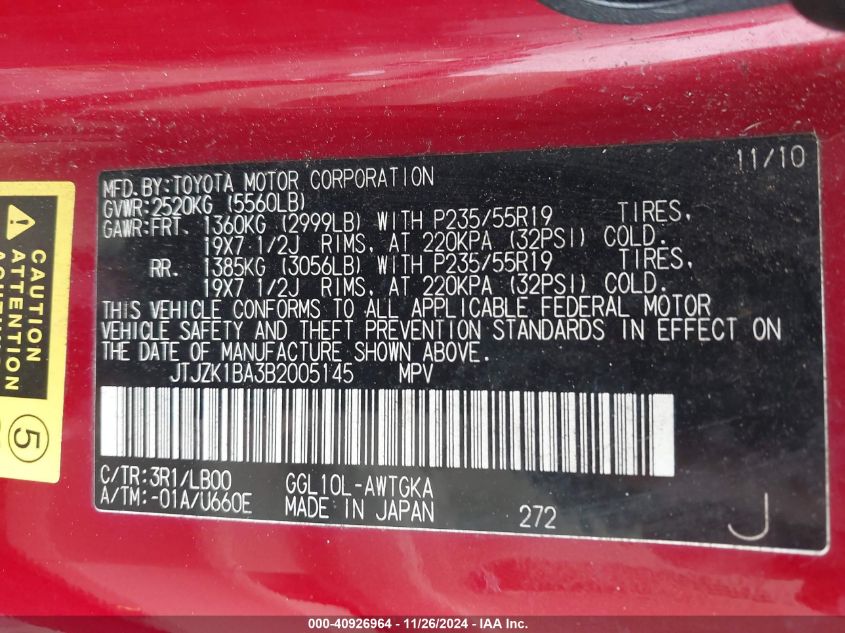 11/10
MFD. BY: TOYOTA MOTOR CORPORATION
GVWR: 2520KG (5560LB)
GAWR: FRT. 1360KG (2999LB) WITH P235/55R19 TIRES,
19X7 1/2J RIMS, AT 220KPA (32PSI) COLD.
RR. 1385KG (3056LB) WITH P235/55R19 TIRES,
19X7 1/2J RIMS, AT 220KPA (32PSI) COLD.
THIS VEHICLE CONFORMS TO ALL APPLICABLE FEDERAL MOTOR
VEHICLE SAFETY AND THEFT PREVENTION STANDARDS IN EFFECT ON
THE DATE OF MANUFACTURE SHOWN ABOVE.
JTJZK1BA3B2005145 MPV
C/TR: 3R1/LB00 GGL10L-AWTGKA
A/TM: -01A/U660E MADE IN JAPAN 272 J
CAUTION
ATTENTION
5
000-40926964 - 11/26/2024 - IAA Inc.